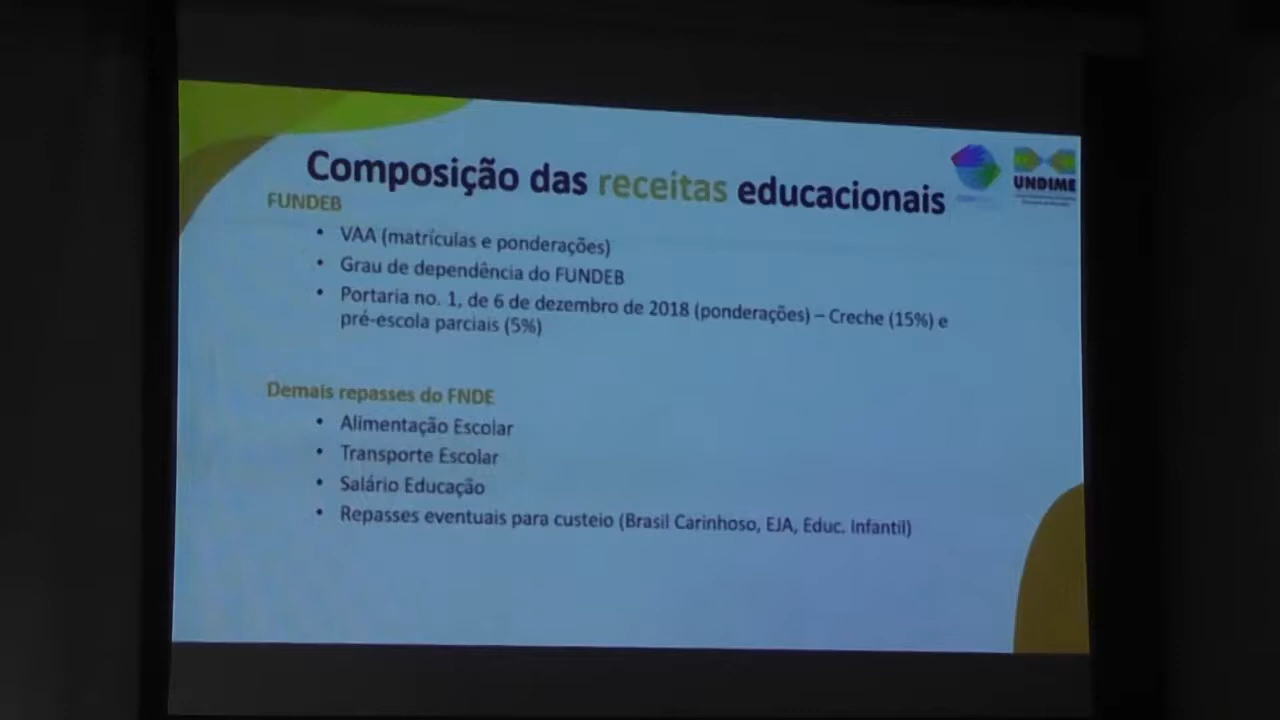 Composição das receitas educacionais
UNDIME
FUNDEB
• VAA (matrículas e ponderações)
• Grau de dependência do FUNDEB
• Portaria no. 1, de 6 de dezembro de 2018 (ponderações) – Creche (15%) e
pré-escola parciais (5%)
Demais repasses do FNDE
• Alimentação Escolar
• Transporte Escolar
• Salário Educação
• Repasses eventuais para custeio (Brasil Carinhoso, EJA, Educ. Infantil)